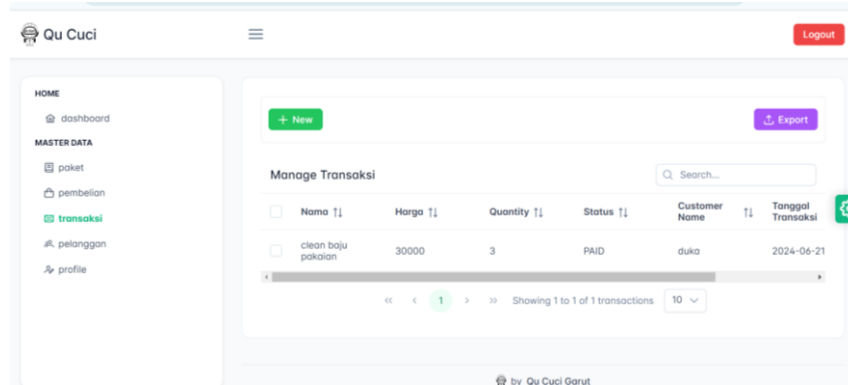 Qu Cuci
Logout
HOME
dashboard
MASTER DATA
paket
pembelian
transaksi
pelanggan
profile
+ New
Export
Manage Transaksi
Search...
Nama Harga Quantity Status Customer Name Tanggal Transaksi
clean baju pakaian 30000 3 PAID duka 2024-06-21
« ‹ 1 › » Showing 1 to 1 of 1 transactions 10
by Qu Cuci Garut